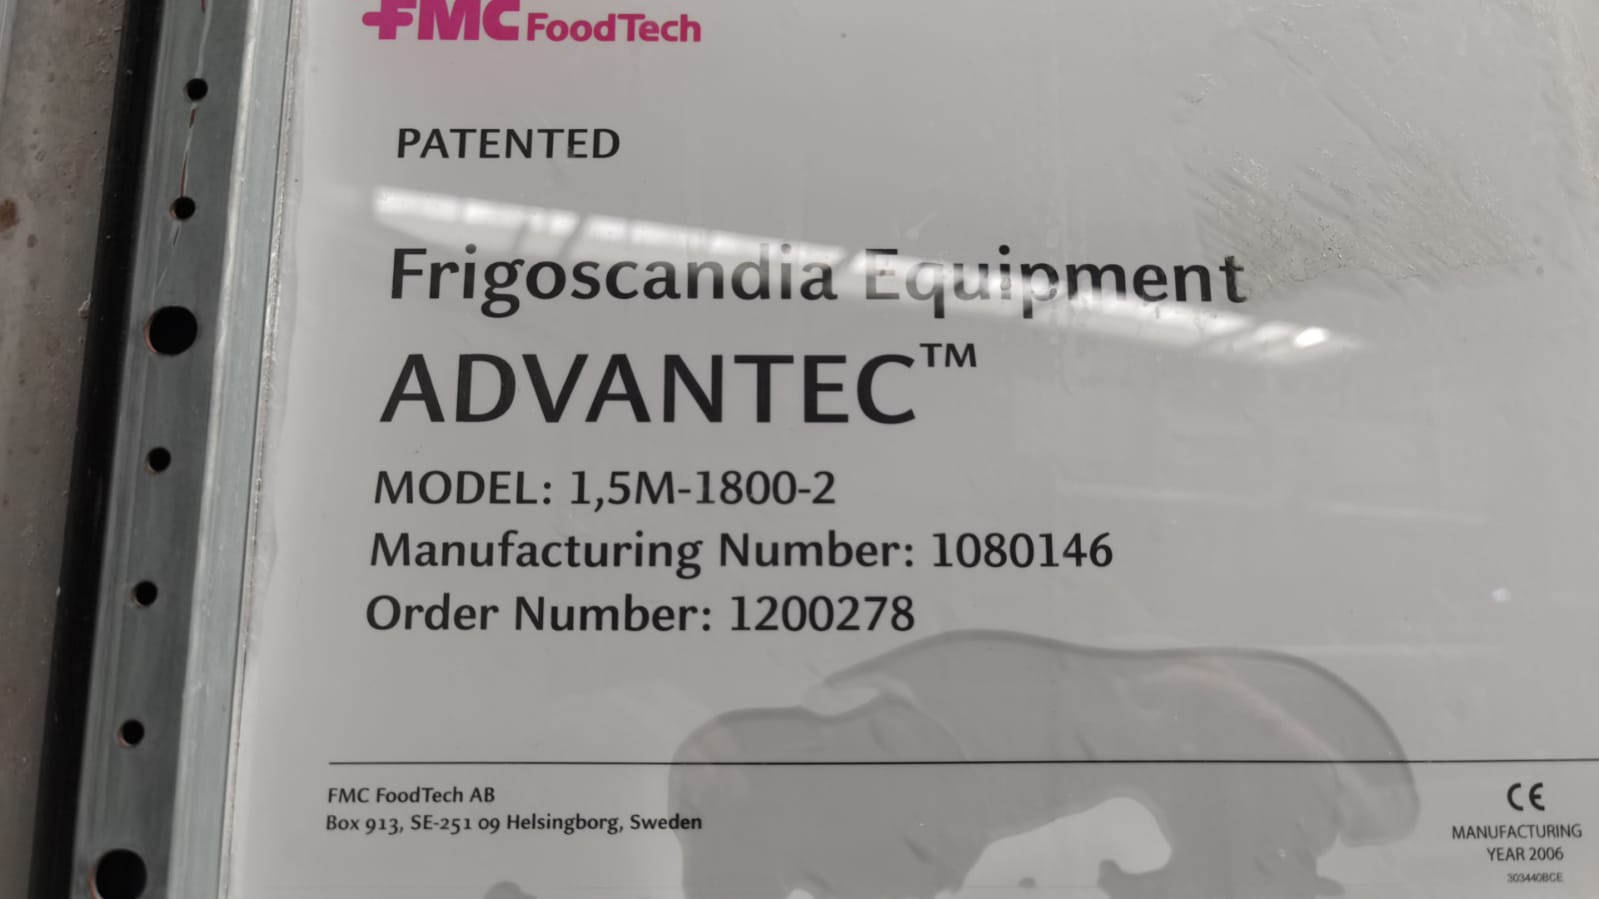 FMC FoodTech
PATENTED
Frigoscandia Equipment
ADVANTEC™
MODEL: 1,5M-1800-2
Manufacturing Number: 1080146
Order Number: 1200278
FMC FoodTech AB
Box 913, SE-251 09 Helsingborg, Sweden
CE
MANUFACTURING
YEAR 2006
303440BCE